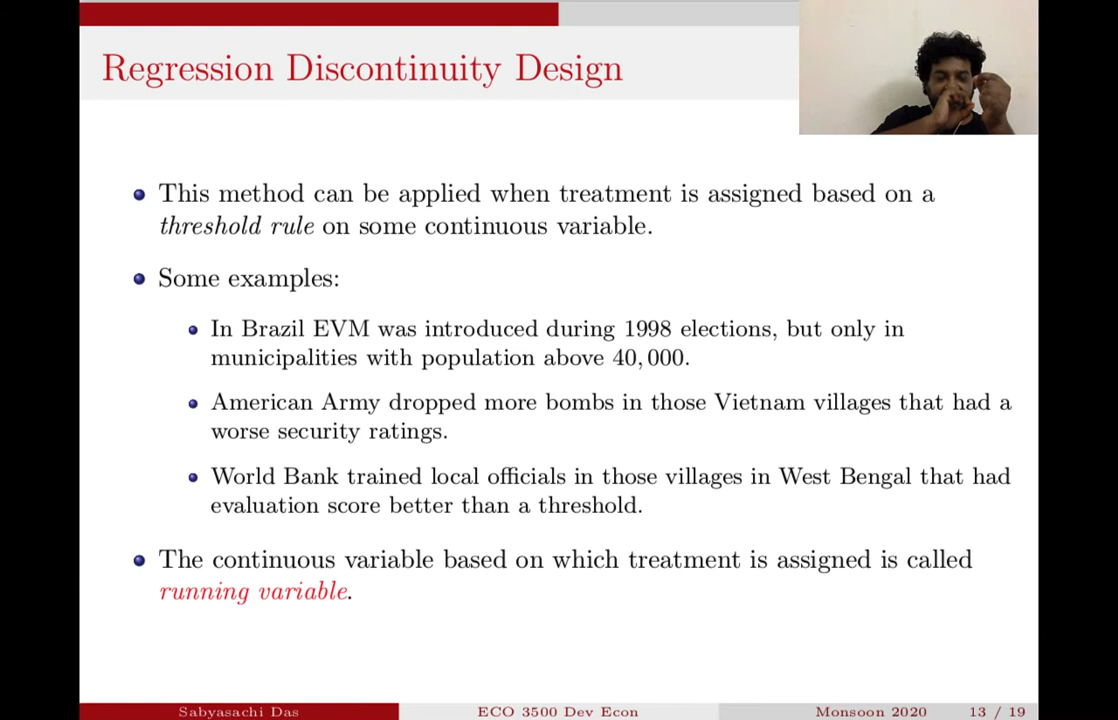 Regression Discontinuity Design
This method can be applied when treatment is assigned based on a
threshold rule on some continuous variable.
Some examples:
In Brazil EVM was introduced during 1998 elections, but only in
municipalities with population above 40,000.
American Army dropped more bombs in those Vietnam villages that had a
worse security ratings.
World Bank trained local officials in those villages in West Bengal that had
evaluation score better than a threshold.
The continuous variable based on which treatment is assigned is called
running variable.
Sabyasachi Das ECO 3500 Dev Econ Monsoon 2020 13 / 19